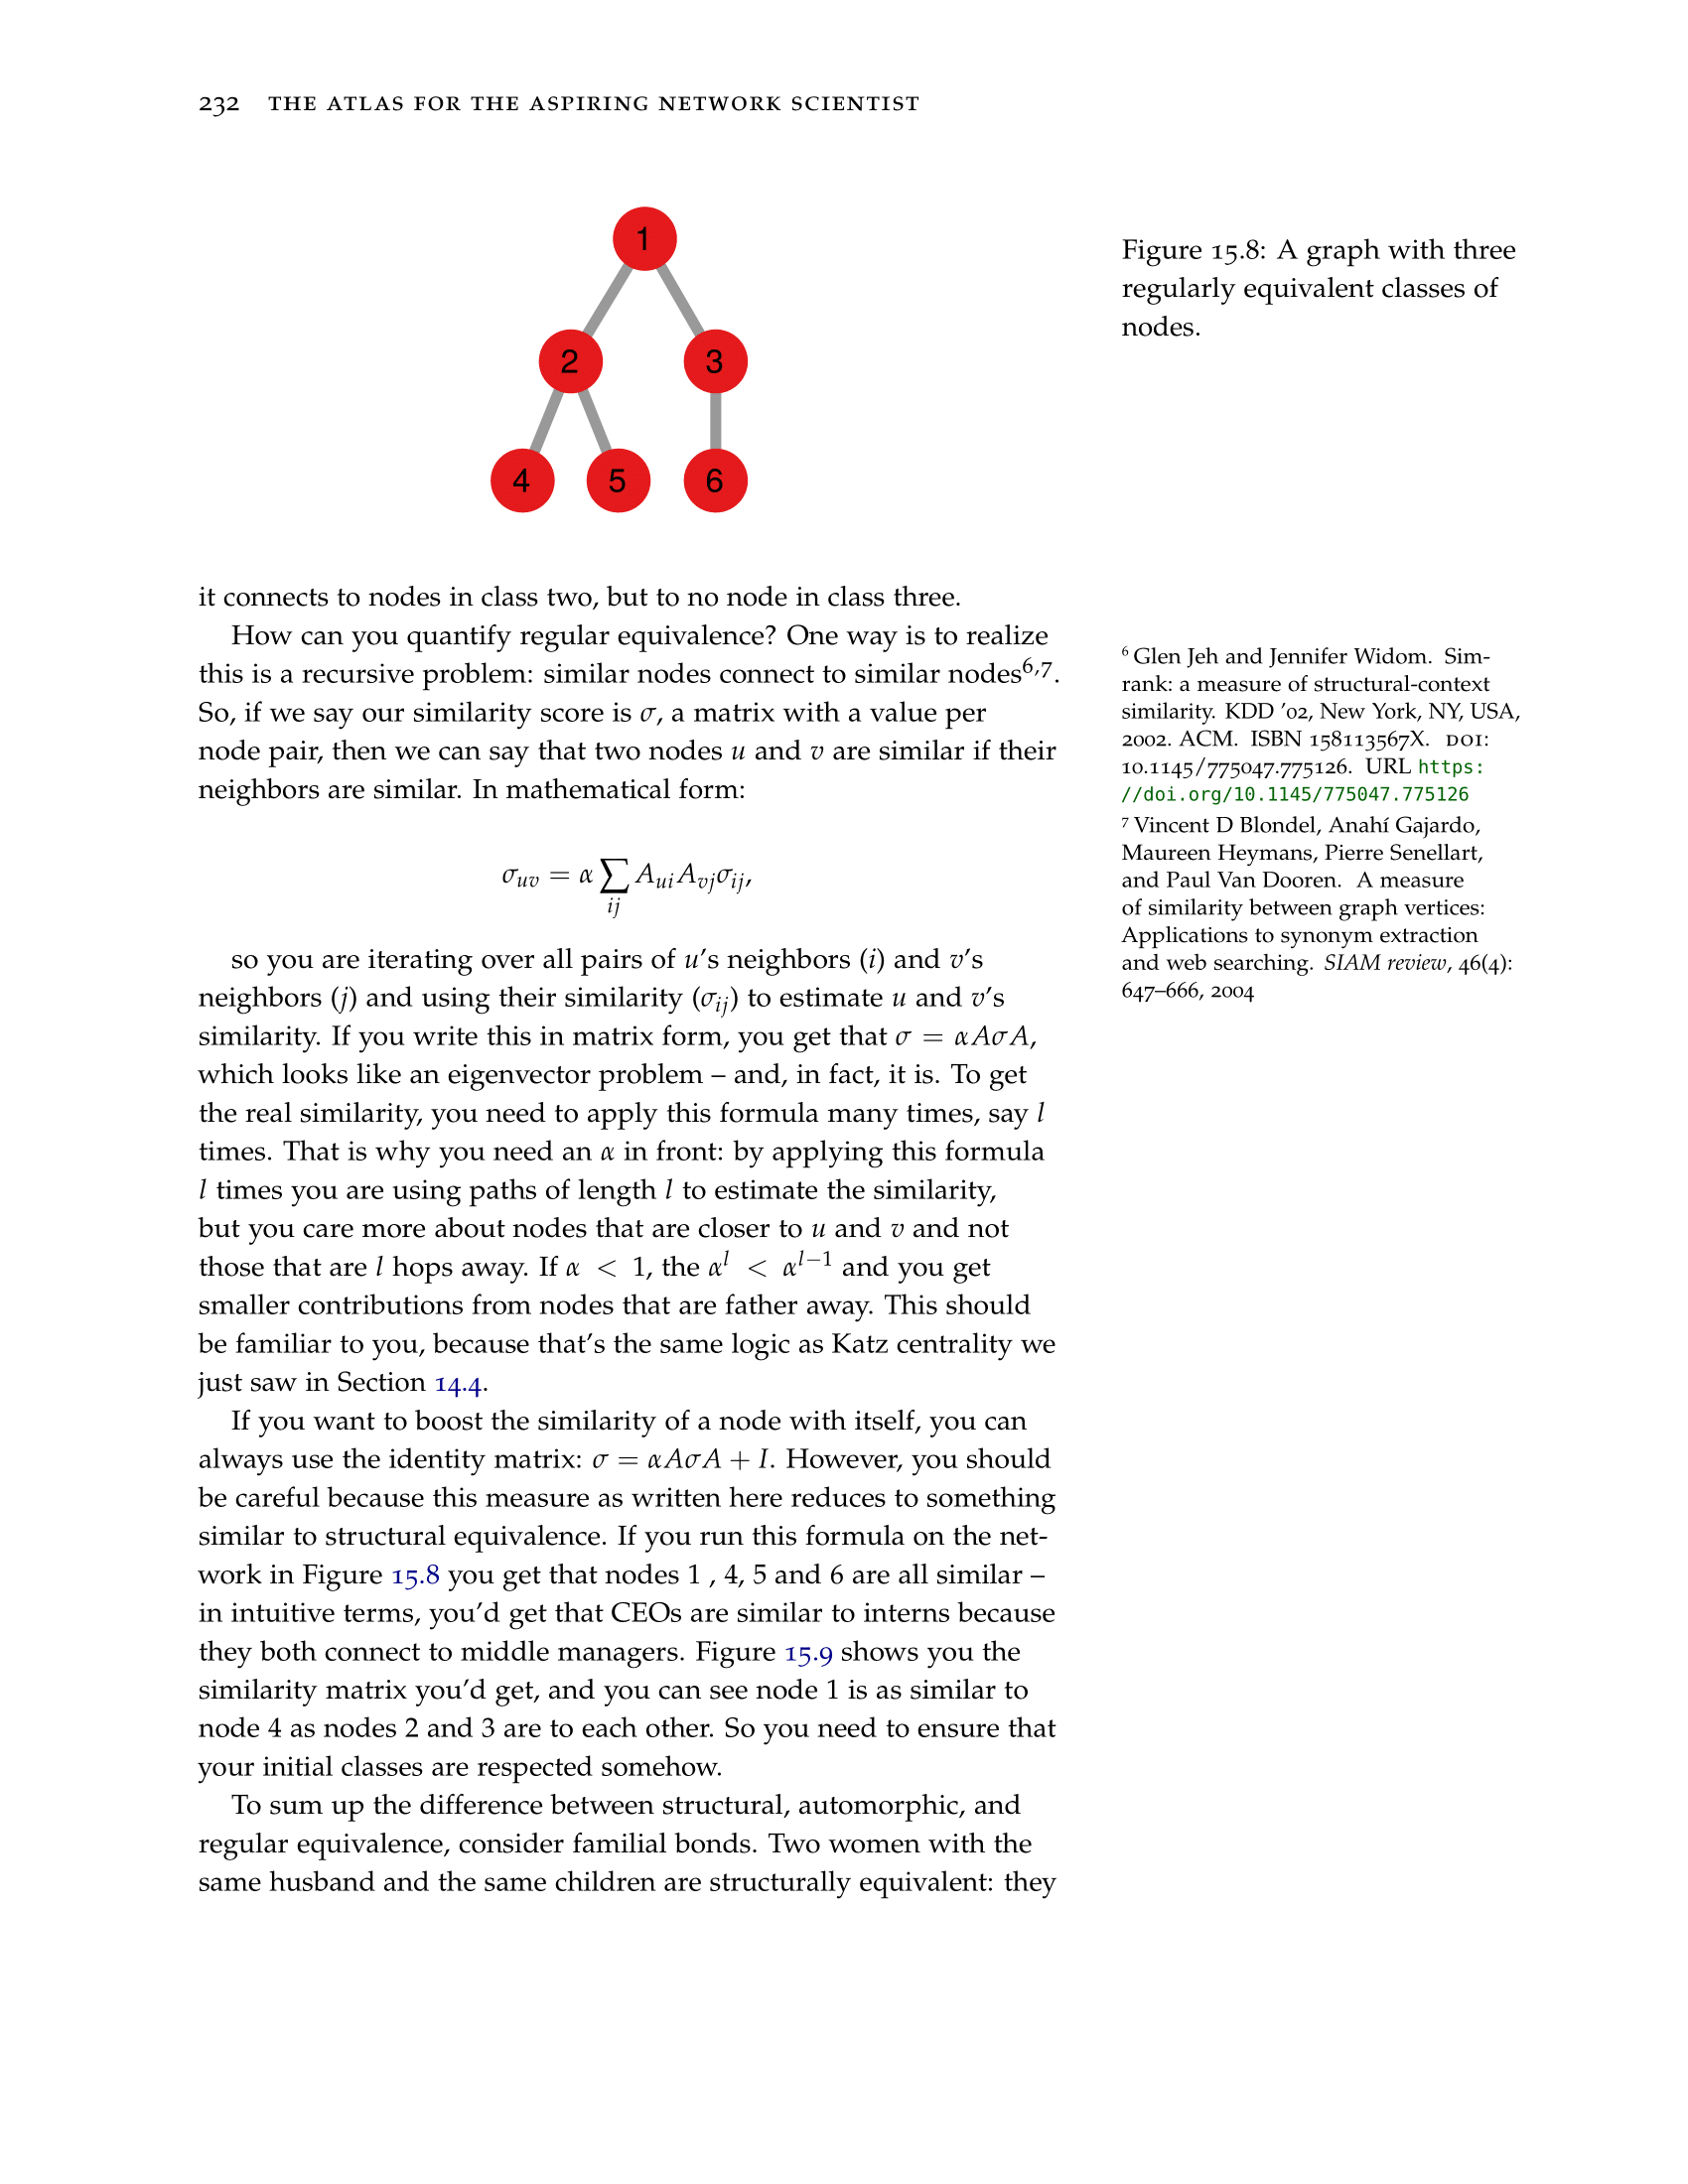 232 THE ATLAS FOR THE ASPIRING NETWORK SCIENTIST
1
2
3
4
5
6
Figure 15.8: A graph with three
regularly equivalent classes of
nodes.
it connects to nodes in class two, but to no node in class three.
How can you quantify regular equivalence? One way is to realize
this is a recursive problem: similar nodes connect to similar nodes⁶,⁷.
So, if we say our similarity score is σ, a matrix with a value per
node pair, then we can say that two nodes u and v are similar if their
neighbors are similar. In mathematical form:
σ_{uv} = α ∑_{ij} A_{ui} A_{vj} σ_{ij},
so you are iterating over all pairs of u's neighbors (i) and v's
neighbors (j) and using their similarity (σ_{ij}) to estimate u and v's
similarity. If you write this in matrix form, you get that σ = αAσA,
which looks like an eigenvector problem – and, in fact, it is. To get
the real similarity, you need to apply this formula many times, say l
times. That is why you need an α in front: by applying this formula
l times you are using paths of length l to estimate the similarity,
but you care more about nodes that are closer to u and v and not
those that are l hops away. If α < 1, the α^l < α^{l−1} and you get
smaller contributions from nodes that are father away. This should
be familiar to you, because that's the same logic as Katz centrality we
just saw in Section 14.4.
If you want to boost the similarity of a node with itself, you can
always use the identity matrix: σ = αAσA + I. However, you should
be careful because this measure as written here reduces to something
similar to structural equivalence. If you run this formula on the net-
work in Figure 15.8 you get that nodes 1 , 4, 5 and 6 are all similar –
in intuitive terms, you'd get that CEOs are similar to interns because
they both connect to middle managers. Figure 15.9 shows you the
similarity matrix you'd get, and you can see node 1 is as similar to
node 4 as nodes 2 and 3 are to each other. So you need to ensure that
your initial classes are respected somehow.
To sum up the difference between structural, automorphic, and
regular equivalence, consider familial bonds. Two women with the
same husband and the same children are structurally equivalent: they
⁶ Glen Jeh and Jennifer Widom. Sim-
rank: a measure of structural-context
similarity. KDD '02, New York, NY, USA,
2002. ACM. ISBN 158113567X. DOI:
10.1145/775047.775126. URL https:
//doi.org/10.1145/775047.775126
⁷ Vincent D Blondel, Anahí Gajardo,
Maureen Heymans, Pierre Senellart,
and Paul Van Dooren. A measure
of similarity between graph vertices:
Applications to synonym extraction
and web searching. SIAM review, 46(4):
647–666, 2004